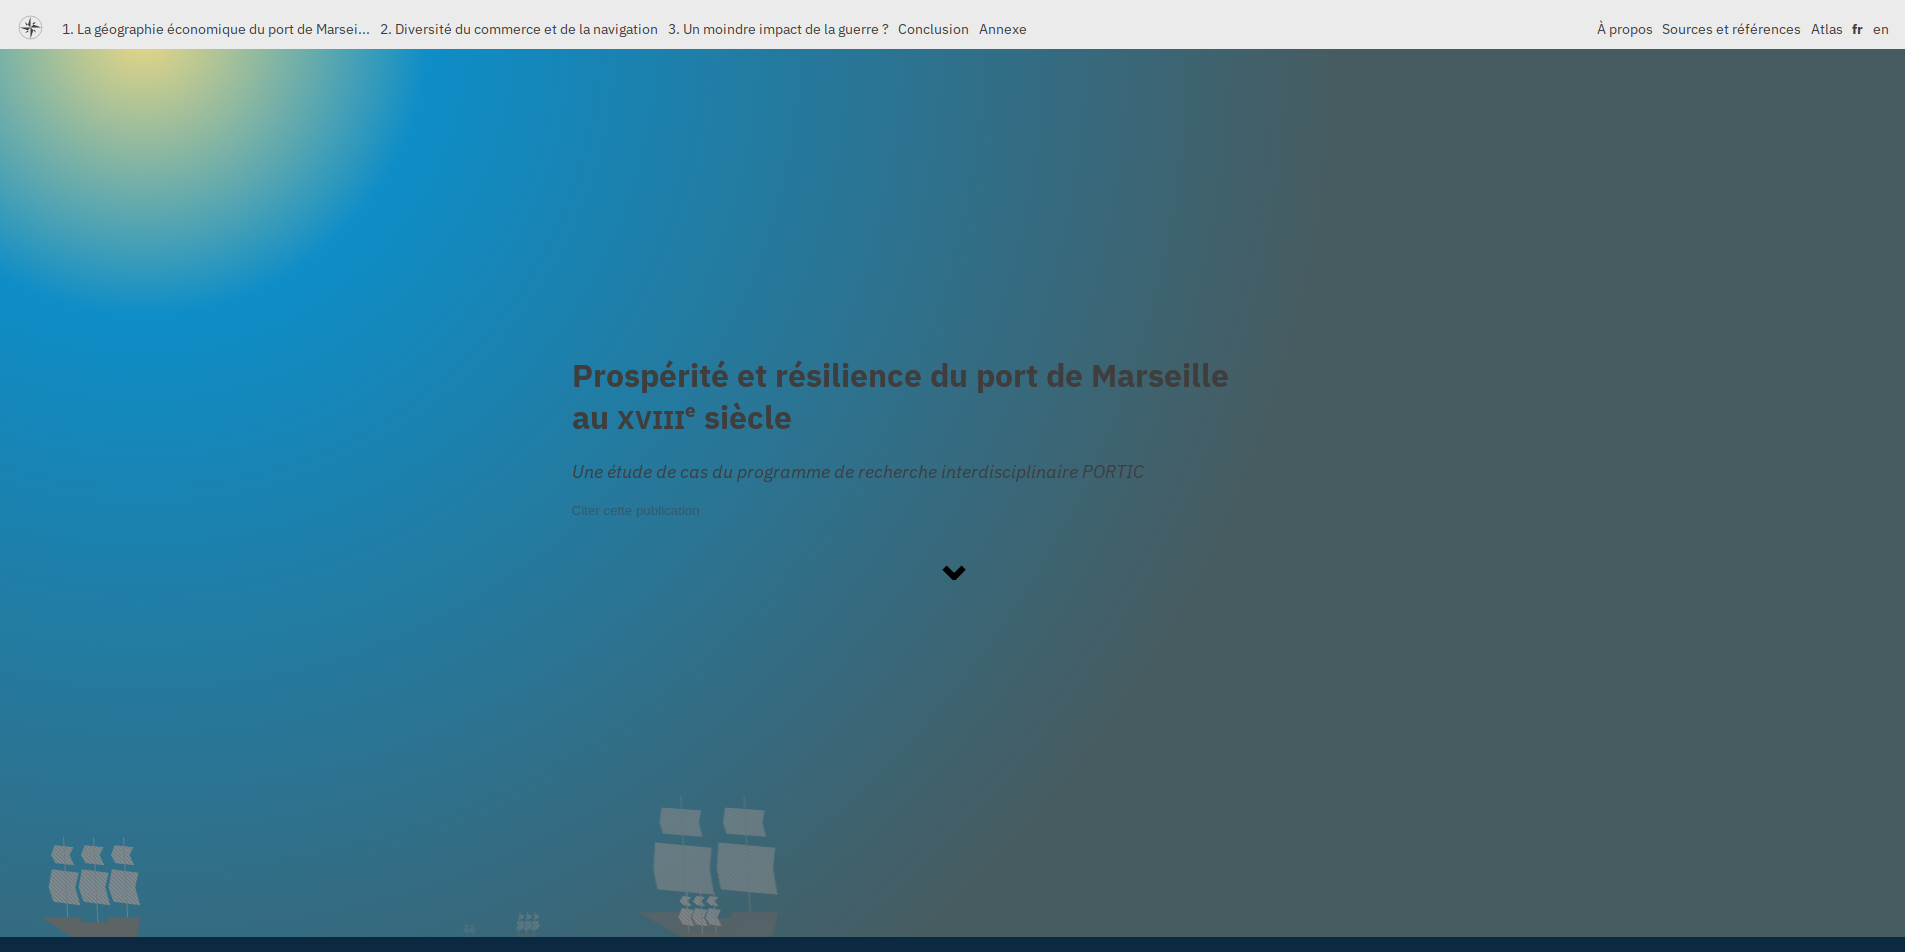 1. La géographie économique du port de Marsei... 2. Diversité du commerce et de la navigation 3. Un moindre impact de la guerre ? Conclusion Annexe À propos Sources et références Atlas fr en
Prospérité et résilience du port de Marseille
au XVIIIe siècle
Une étude de cas du programme de recherche interdisciplinaire PORTIC
Citer cette publication